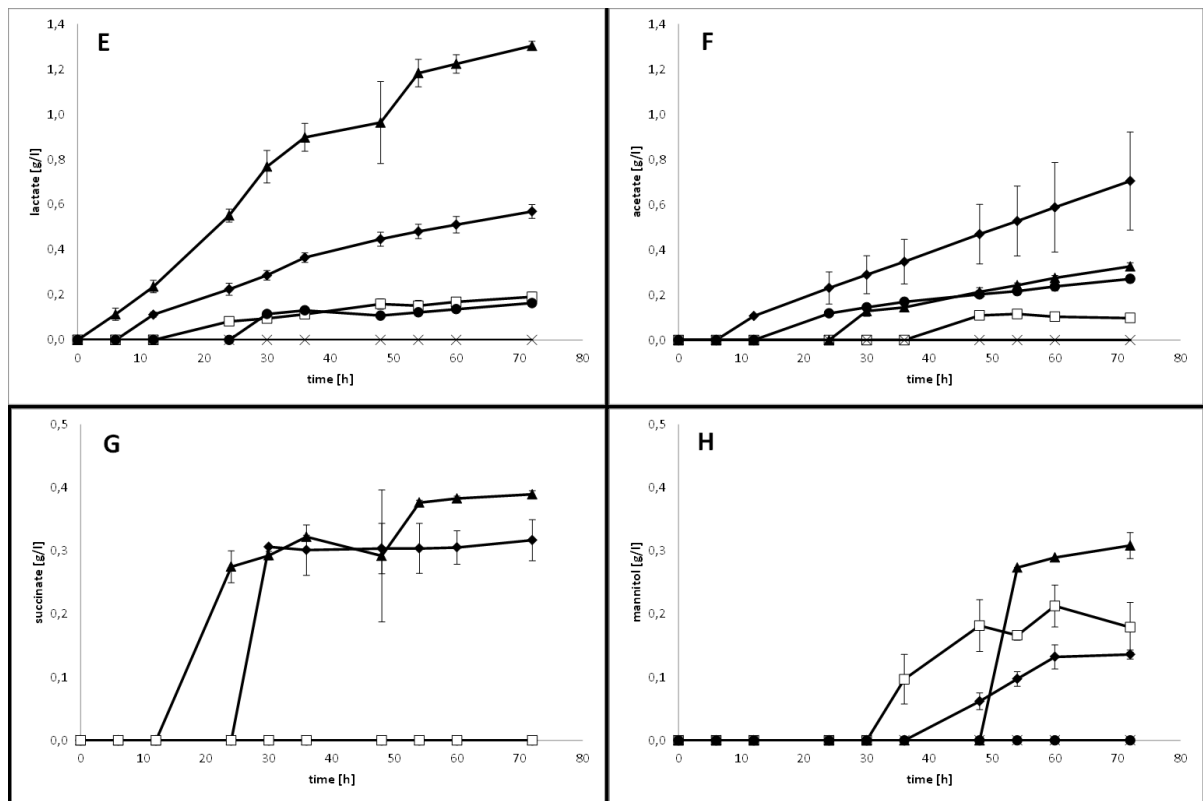 E
1,4
1,2
1,0
0,8
0,6
0,4
0,2
0,0
lactate [g/l]
0 10 20 30 40 50 60 70 80
time [h]
F
1,4
1,2
1,0
0,8
0,6
0,4
0,2
0,0
acetate [g/l]
0 10 20 30 40 50 60 70 80
time [h]
G
0,5
0,4
0,3
0,2
0,1
0,0
succinate [g/l]
0 10 20 30 40 50 60 70 80
time [h]
H
0,5
0,4
0,3
0,2
0,1
0,0
mannitol [g/l]
0 10 20 30 40 50 60 70 80
time [h]